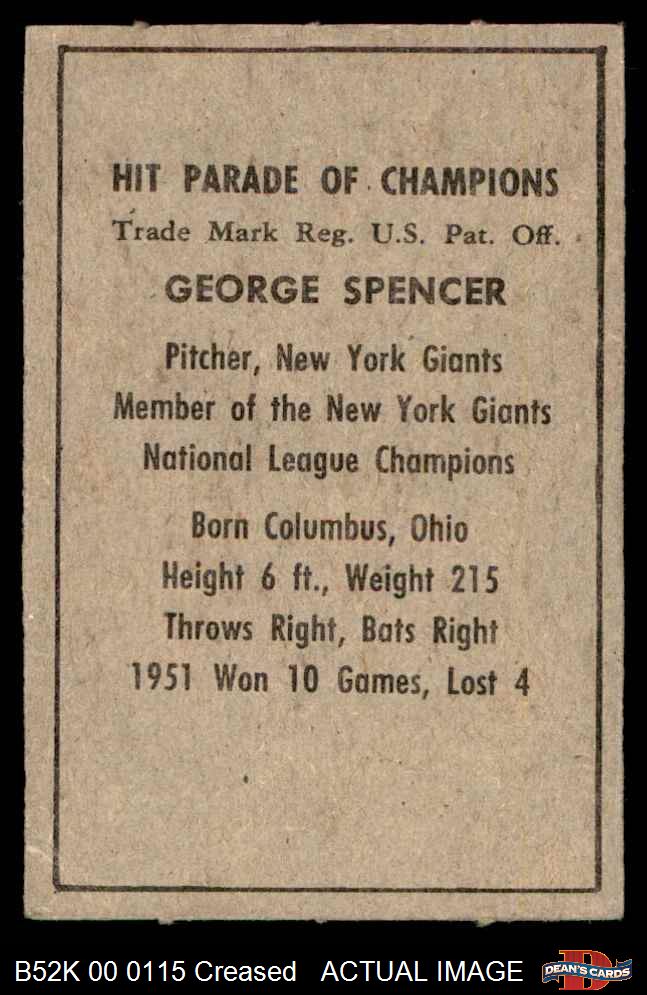 HIT PARADE OF CHAMPIONS
Trade Mark Reg. U.S. Pat. Off.
GEORGE SPENCER
Pitcher, New York Giants
Member of the New York Giants
National League Champions
Born Columbus, Ohio
Height 6 ft., Weight 215
Throws Right, Bats Right
1951 Won 10 Games, Lost 4
B52K 00 0115 Creased ACTUAL IMAGE
D
DEAN'S CARDS